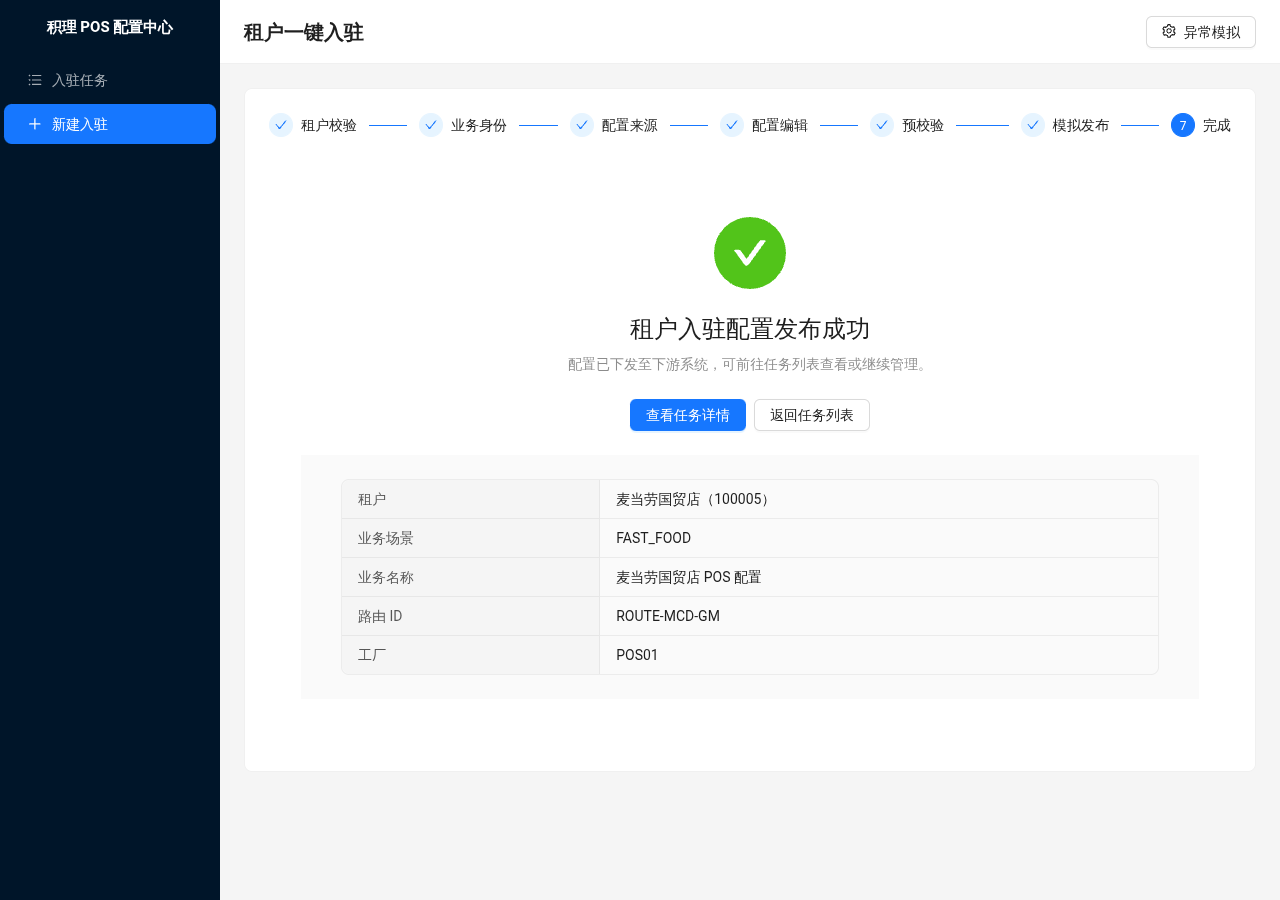 积理 POS 配置中心
入驻任务
新建入驻
租户一键入驻
异常模拟
租户校验
业务身份
配置来源
配置编辑
预校验
模拟发布
7 完成
租户入驻配置发布成功
配置已下发至下游系统，可前往任务列表查看或继续管理。
查看任务详情 返回任务列表
租户 麦当劳国贸店（100005）
业务场景 FAST_FOOD
业务名称 麦当劳国贸店 POS 配置
路由 ID ROUTE-MCD-GM
工厂 POS01